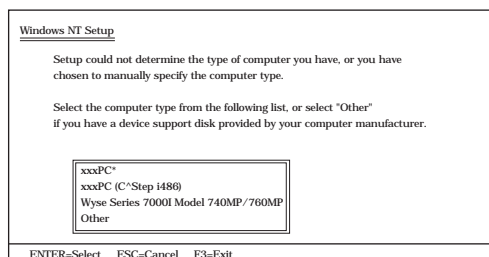 Windows NT Setup
Setup could not determine the type of computer you have, or you have
chosen to manually specify the computer type.
Select the computer type from the following list, or select "Other"
if you have a device support disk provided by your computer manufacturer.
xxxPC*
xxxPC (C^Step i486)
Wyse Series 7000I Model 740MP/760MP
Other
ENTER=Select ESC=Cancel F3=Exit